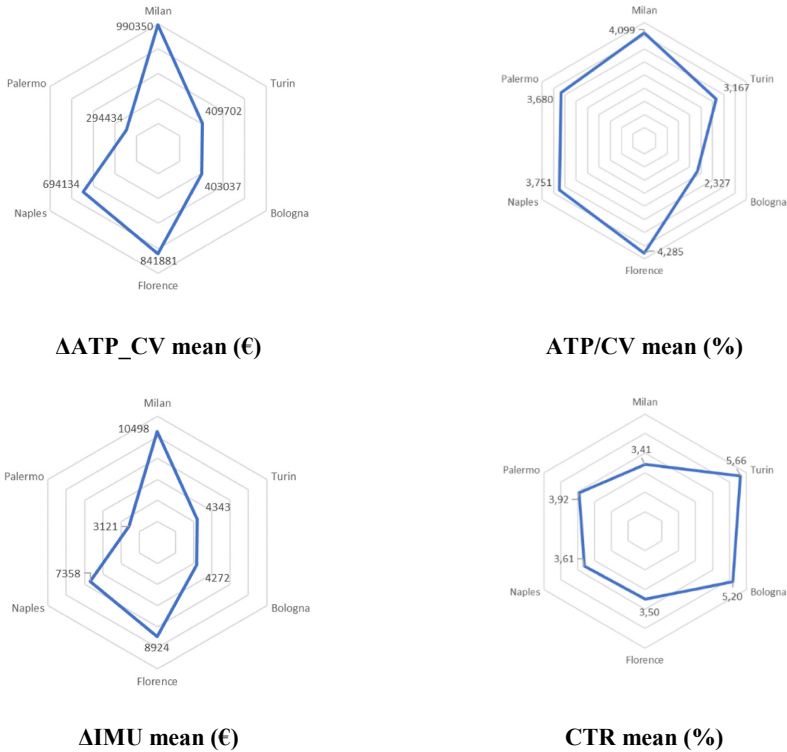 Milan
990350
Palermo
Turin
294434
409702
694134
403037
Naples
Bologna
841881
Florence
ΔATP_CV mean (€)
Milan
4,099
Palermo
Turin
3,680
3,167
3,751
2,327
Naples
Bologna
4,285
Florence
ATP/CV mean (%)
Milan
10498
Palermo
Turin
3121
4343
7358
4272
Naples
Bologna
8924
Florence
ΔIMU mean (€)
Milan
3,41
5,66
Palermo
Turin
3,92
3,61
Naples
Bologna
5,20
3,50
Florence
CTR mean (%)